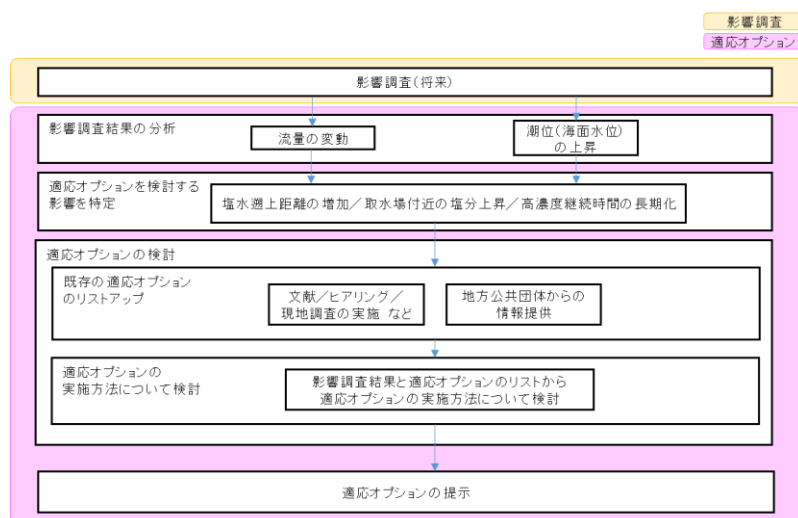 影響調査
適応オプション
影響調査(将来)
影響調査結果の分析
流量の変動
潮位(海面水位)
の上昇
適応オプションを検討する
影響を特定
塩水遡上距離の増加/取水場付近の塩分上昇/高濃度継続時間の長期化
適応オプションの検討
既存の適応オプション
のリストアップ
文献/ヒアリング/
現地調査の実施 など
地方公共団体からの
情報提供
適応オプションの
実施方法について検討
影響調査結果と適応オプションのリストから
適応オプションの実施方法について検討
適応オプションの提示